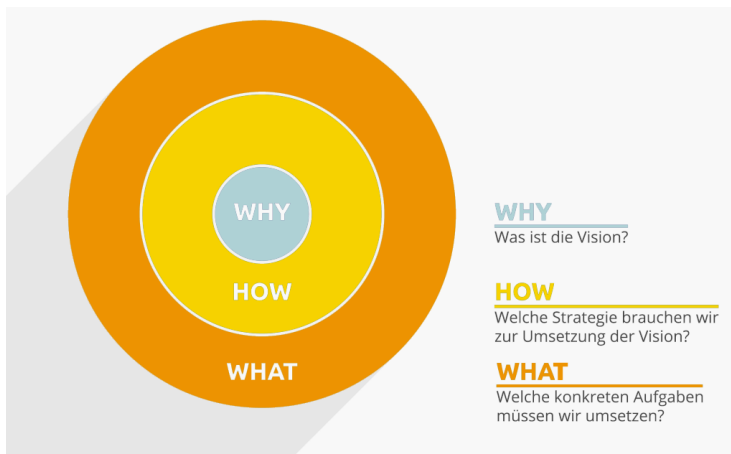 WHY
HOW
WHAT
WHY
Was ist die Vision?
HOW
Welche Strategie brauchen wir
zur Umsetzung der Vision?
WHAT
Welche konkreten Aufgaben
müssen wir umsetzen?